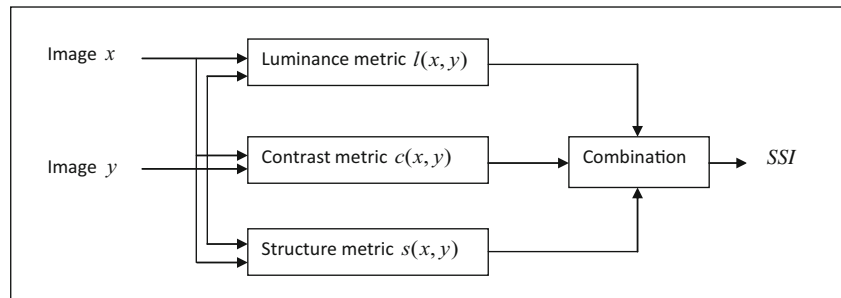 Image x
Luminance metric l(x, y)
Image y
Contrast metric c(x, y)
Combination
SSI
Structure metric s(x, y)